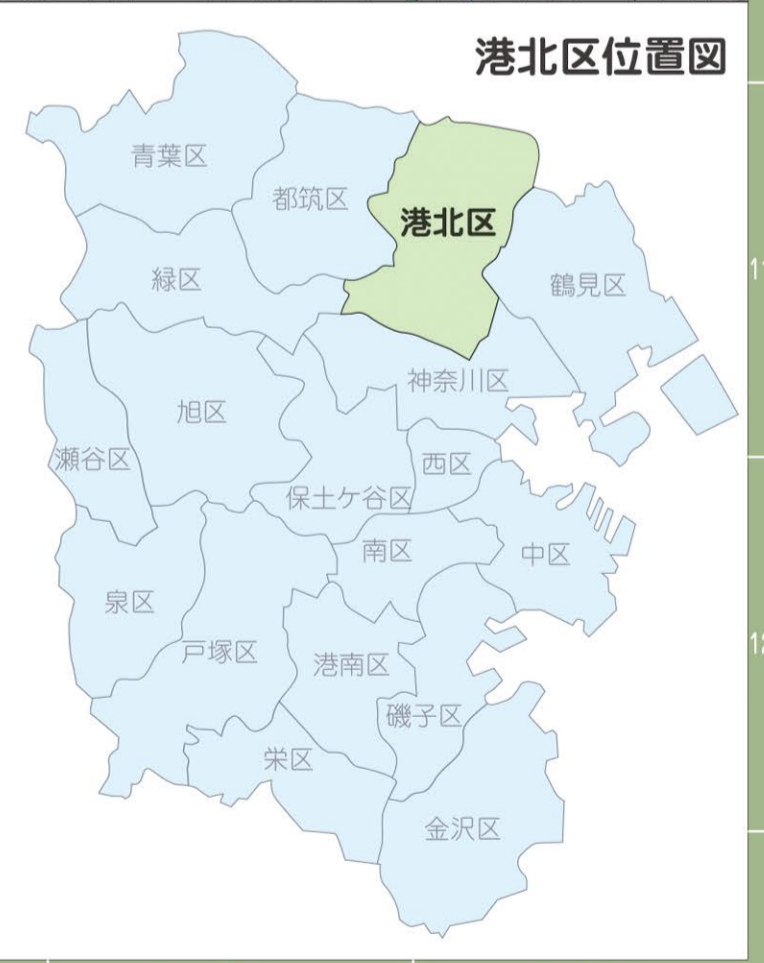 港北区位置図
青葉区
都筑区
港北区
緑区
鶴見区
神奈川区
旭区
瀬谷区
西区
保土ケ谷区
南区
中区
泉区
戸塚区
港南区
磯子区
栄区
金沢区